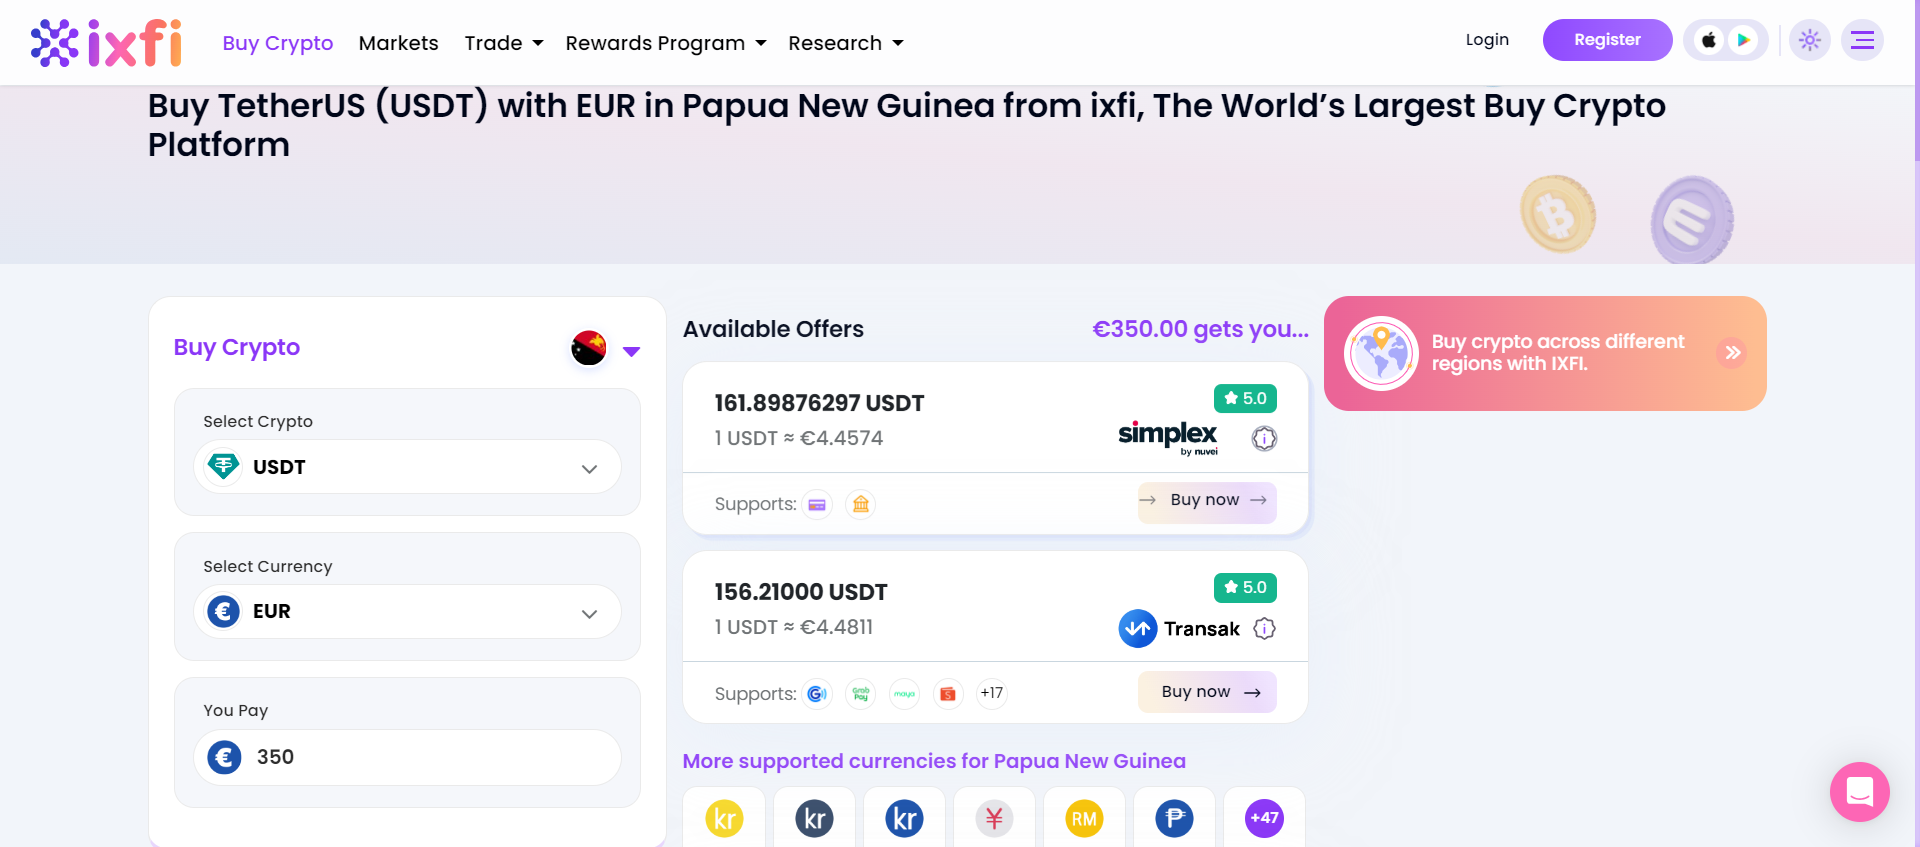 ixfi Buy Crypto Markets Trade Rewards Program Research Login Register
Buy TetherUS (USDT) with EUR in Papua New Guinea from ixfi, The World’s Largest Buy Crypto
Platform
Buy Crypto
Select Crypto
USDT
Select Currency
€ EUR
You Pay
€ 350
Available Offers €350.00 gets you...
161.89876297 USDT 5.0
1 USDT ≈ €4.4574 simplex
by nuvei
i
Supports: Buy now
156.21000 USDT 5.0
1 USDT ≈ €4.4811 Transak i
Supports: G Grab
Pay
maya S +17 Buy now
More supported currencies for Papua New Guinea
kr kr kr ¥ RM ₱ +47
Buy crypto across different
regions with IXFI.